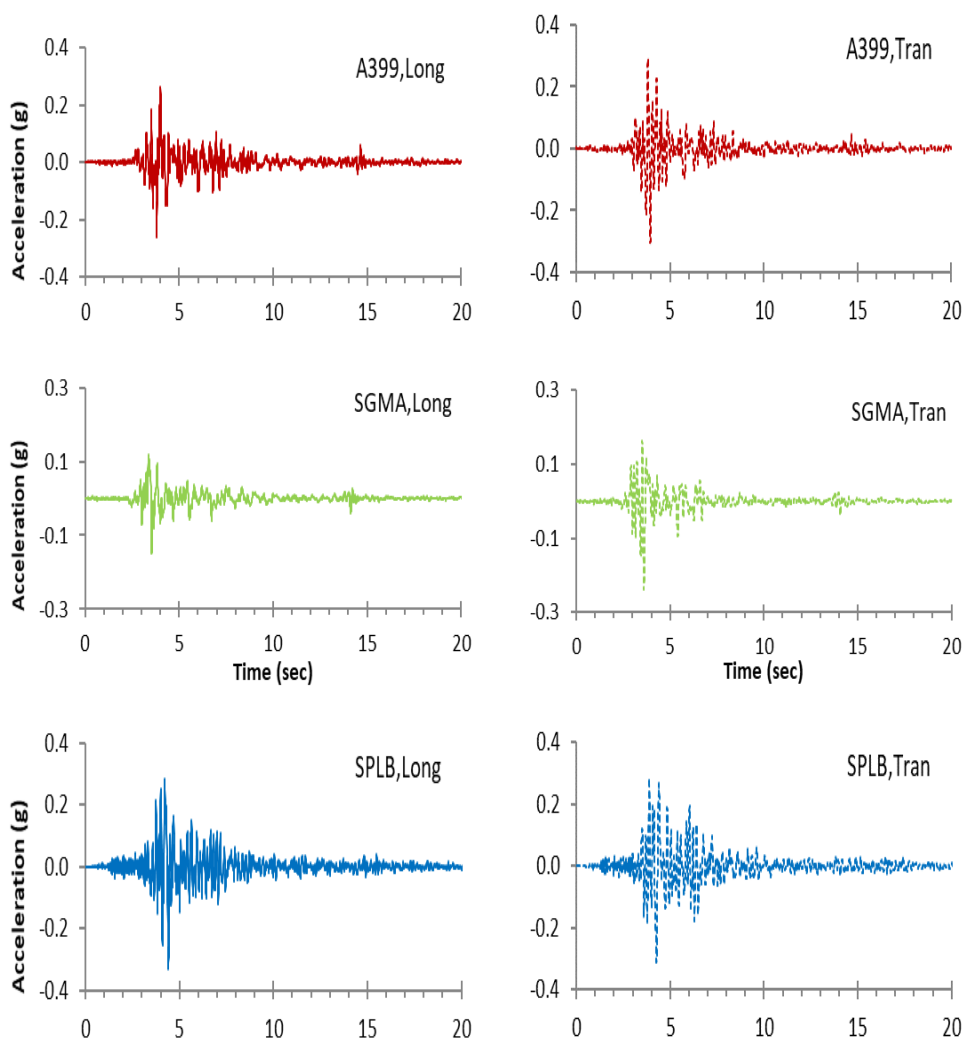 A399,Long
0.4
0.2
0.0
-0.2
-0.4
Acceleration (g)
0 5 10 15 20
A399,Tran
0.4
0.2
0.0
-0.2
-0.4
0 5 10 15 20
SGMA,Long
0.3
0.1
-0.1
-0.3
Acceleration (g)
0 5 10 15 20
Time (sec)
SGMA,Tran
0.3
0.1
-0.1
-0.3
0 5 10 15 20
Time (sec)
SPLB,Long
0.4
0.2
0.0
-0.2
-0.4
Acceleration (g)
0 5 10 15 20
SPLB,Tran
0.4
0.2
0.0
-0.2
-0.4
0 5 10 15 20